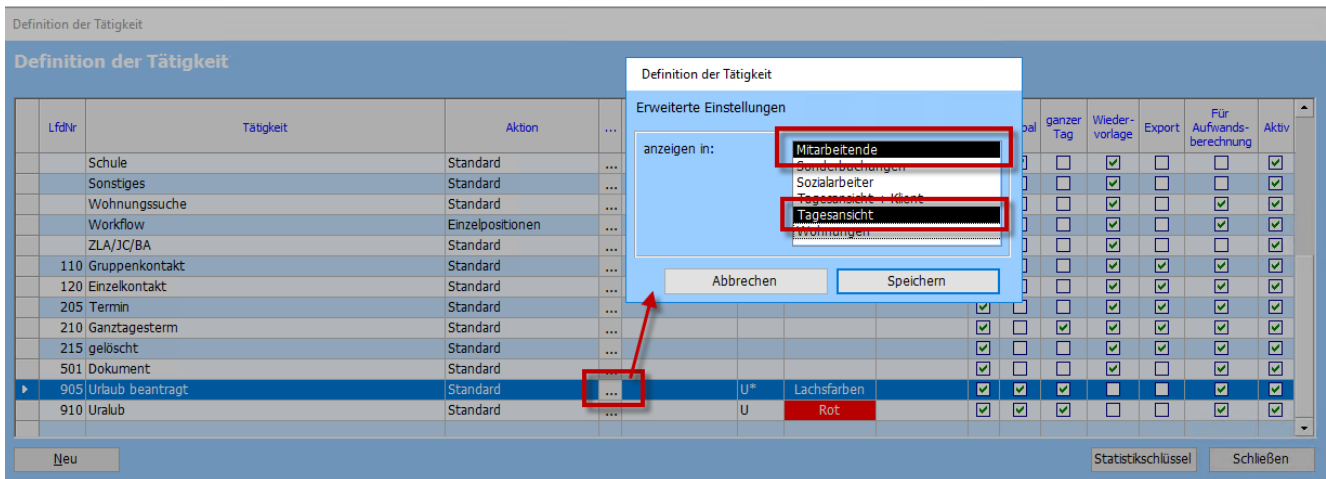 Definition der Tätigkeit
Definition der Tätigkeit
LfdNr Tätigkeit Aktion ... ganzer Tag Wieder-vorlage Export Für Aufwands-berechnung Aktiv
Schule Standard ...
Sonstiges Standard ...
Wohnungssuche Standard ...
Workflow Einzelpositionen ...
ZLA/JC/BA Standard ...
110 Gruppenkontakt Standard ...
120 Einzelkontakt Standard ...
205 Termin Standard ...
210 Ganztagesterm Standard ...
215 gelöscht Standard ...
501 Dokument Standard ...
905 Urlaub beantragt Standard ... U* Lachsfarben
910 Uralub Standard ... U Rot
Neu Statistikschlüssel Schließen
Definition der Tätigkeit
Erweiterte Einstellungen
anzeigen in:
Mitarbeitende
Sonderbuchungen
Sozialarbeiter
Tagesansicht + Klient
Tagesansicht
Wohnungen
Abbrechen Speichern